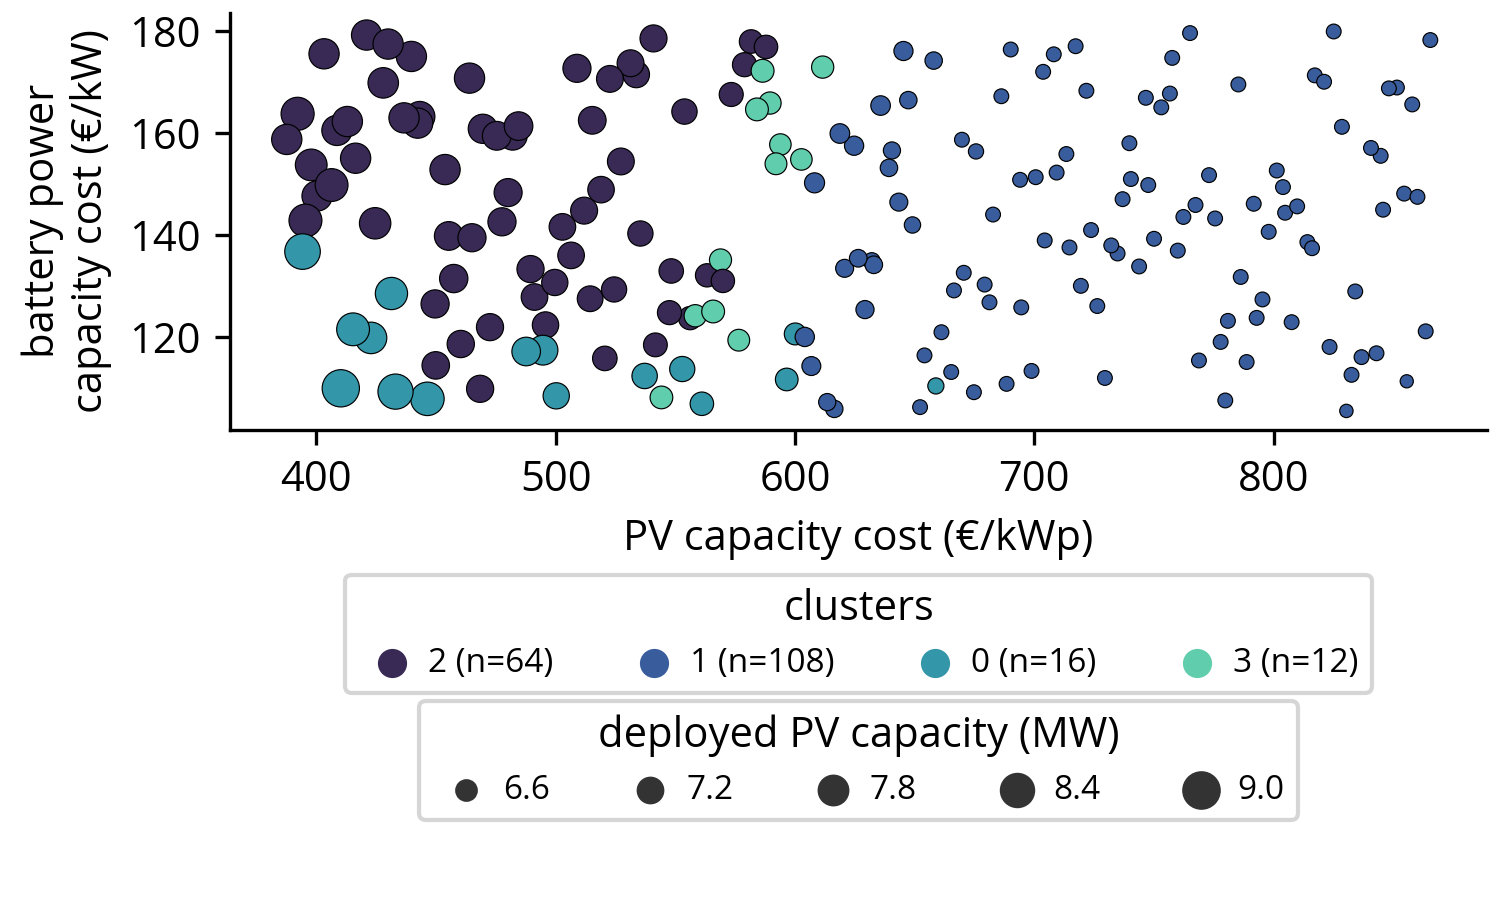 battery power
capacity cost (€/kW)
180
160
140
120
400 500 600 700 800
PV capacity cost (€/kWp)
clusters
2 (n=64) 1 (n=108) 0 (n=16) 3 (n=12)
deployed PV capacity (MW)
6.6 7.2 7.8 8.4 9.0